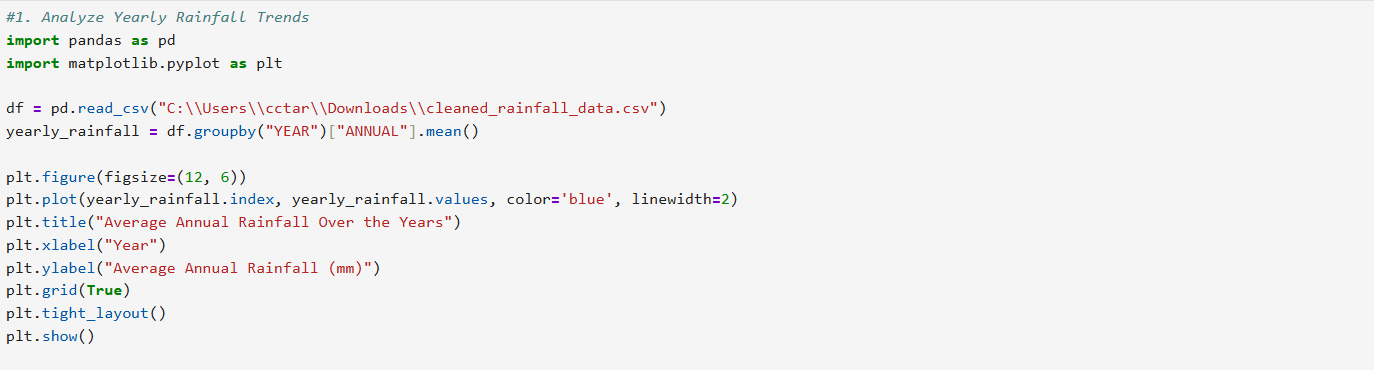 #1. Analyze Yearly Rainfall Trends
import pandas as pd
import matplotlib.pyplot as plt
df = pd.read_csv("C:\\Users\\cctar\\Downloads\\cleaned_rainfall_data.csv")
yearly_rainfall = df.groupby("YEAR")["ANNUAL"].mean()
plt.figure(figsize=(12, 6))
plt.plot(yearly_rainfall.index, yearly_rainfall.values, color='blue', linewidth=2)
plt.title("Average Annual Rainfall Over the Years")
plt.xlabel("Year")
plt.ylabel("Average Annual Rainfall (mm)")
plt.grid(True)
plt.tight_layout()
plt.show()